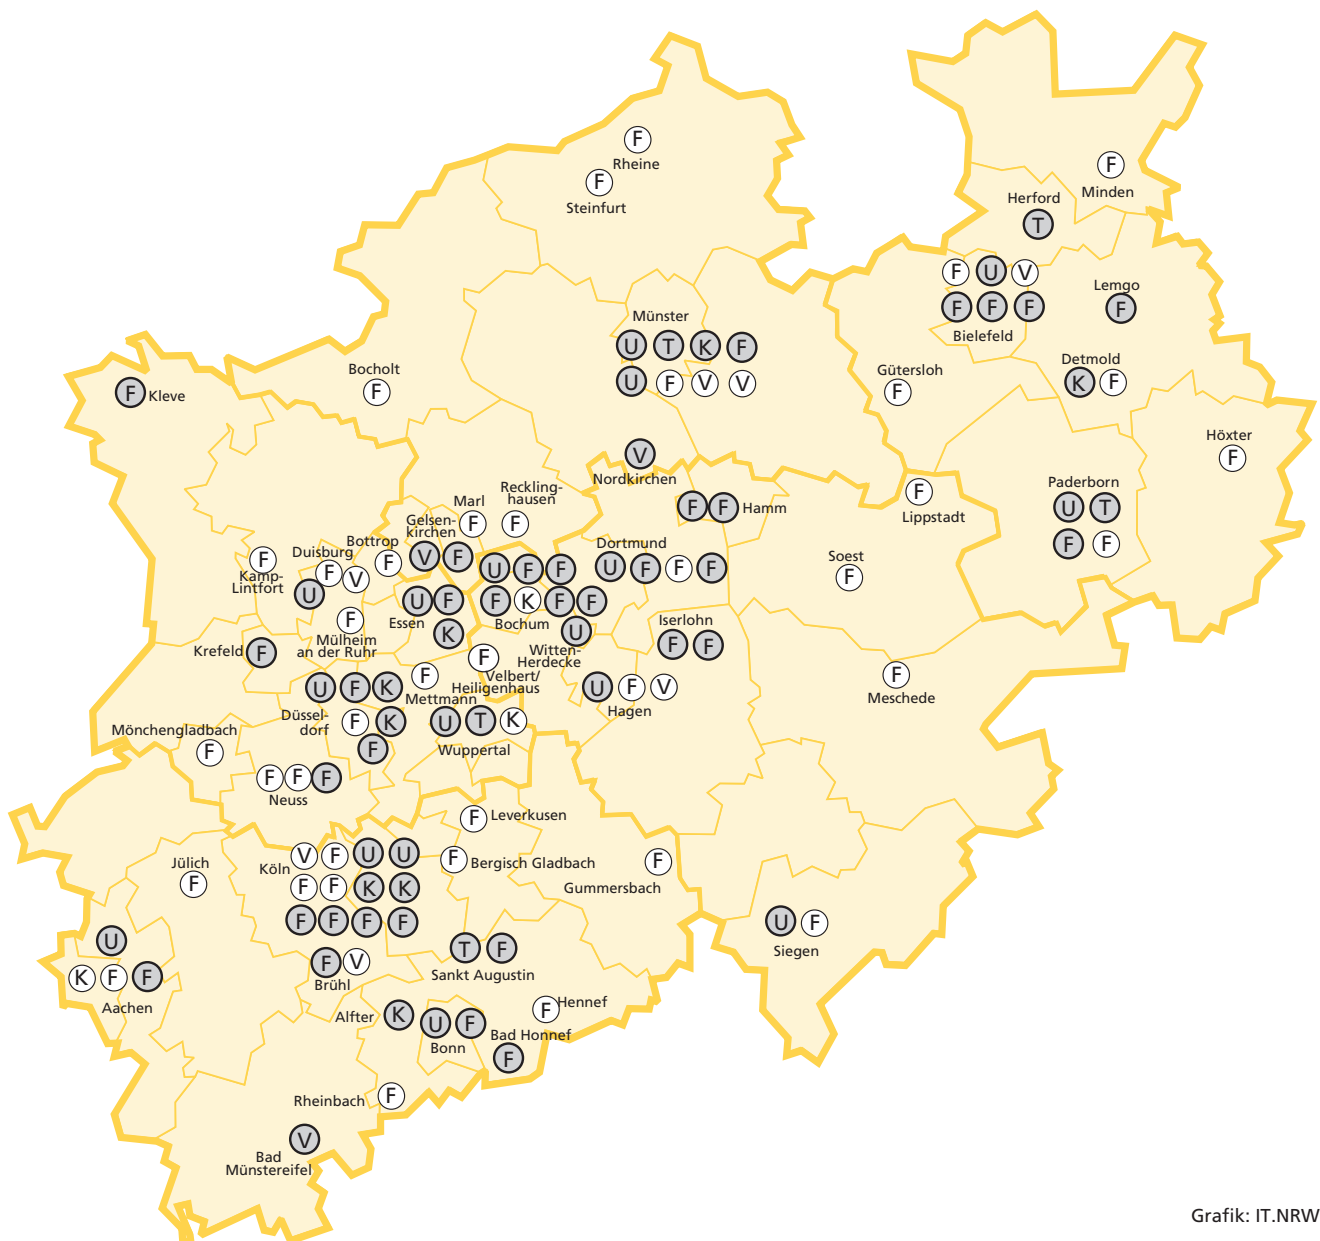 F
Rheine
F
Steinfurt
F
Minden
Herford
T
F U V
F F F
Bielefeld
Lemgo
F
Münster
U T K F
U F V V
Bocholt
F
F Kleve
Gütersloh
F
Detmold
K F
Höxter
F
V
Nordkirchen
F F Hamm
Marl
F
Reckling-
hausen
F
Gelsen-
kirchen
V F
Bottrop
F
Lippstadt
F
Paderborn
U T
F F
Soest
F
F
Kamp-
Lintfort
Duisburg
F V
U
U F
Essen
K
U F F
F K F F
Bochum
Dortmund
U F F F
F
Mülheim
an der Ruhr
U
Witten-
Herdecke
Iserlohn
F F
Krefeld F
F
Velbert/
Heiligenhaus
F
Mettmann
U F V
Hagen
F
Meschede
U F K
Düssel-
dorf
F K
F
U T K
Wuppertal
Mönchengladbach
F
F F F
Neuss
F Leverkusen
F Bergisch Gladbach
F
Gummersbach
Jülich
F
Köln
V F U U
F F K K
F F F F
U F
Siegen
U
K F F
Aachen
F V
Brühl
T F
Sankt Augustin
Alfter K
U F
Bonn
F Hennef
Bad Honnef
F
Rheinbach F
V
Bad
Münstereifel
Grafik: IT.NRW